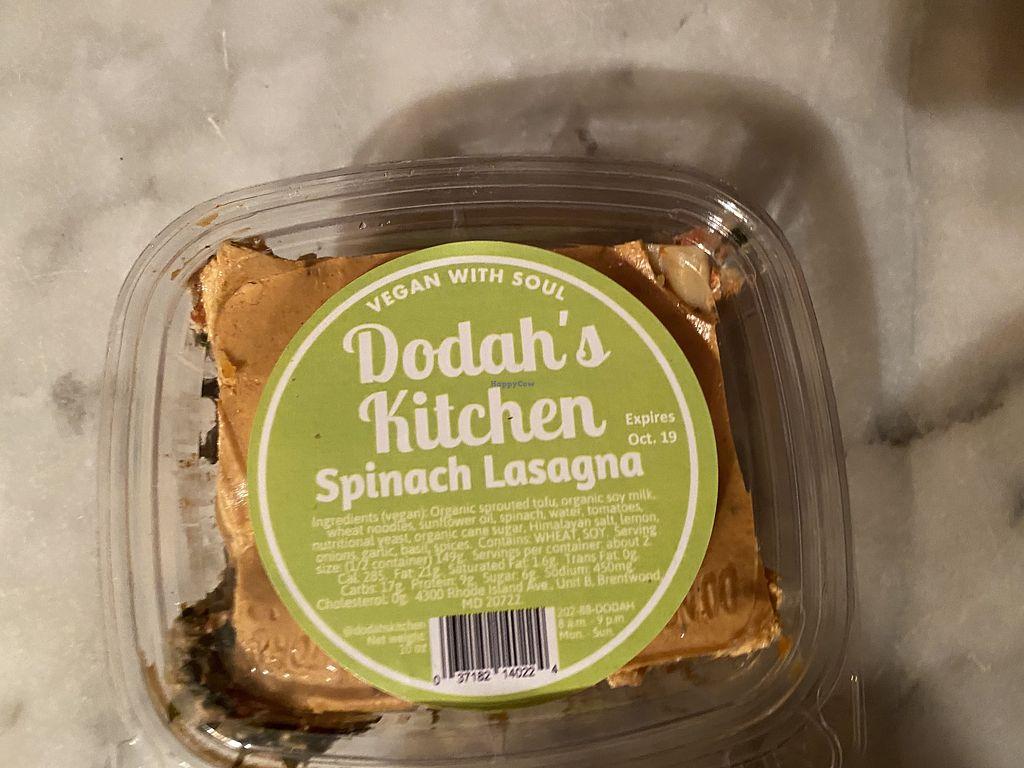 VEGAN WITH SOUL
Dodah's
HappyCow
Kitchen
Expires
Oct. 19
Spinach Lasagna
Ingredients (vegan): Organic sprouted tofu, organic soy milk,
wheat noodles, sunflower oil, spinach, water, tomatoes,
nutritional yeast, organic cane sugar, Himalayan salt, lemon,
onions, garlic, basil, spices. Contains: WHEAT, SOY. Serving
size (1/2 container) 149g. Servings per container: about 2.
Cal. 285. Fat: 21g. Saturated Fat: 1.6g. Trans Fat. 0g.
Carbs: 17g. Protein: 9g. Sugar: 6g. Sodium: 450mg.
Cholesterol: 0g. 4300 Rhode Island Ave., Unit B, Brentwood,
MD 20722
@dodahskitchen
Net weight:
10 oz
202-88-DODAH
8 a.m. - 9 p.m.
Mon. - Sun.
0 37182 14022 4